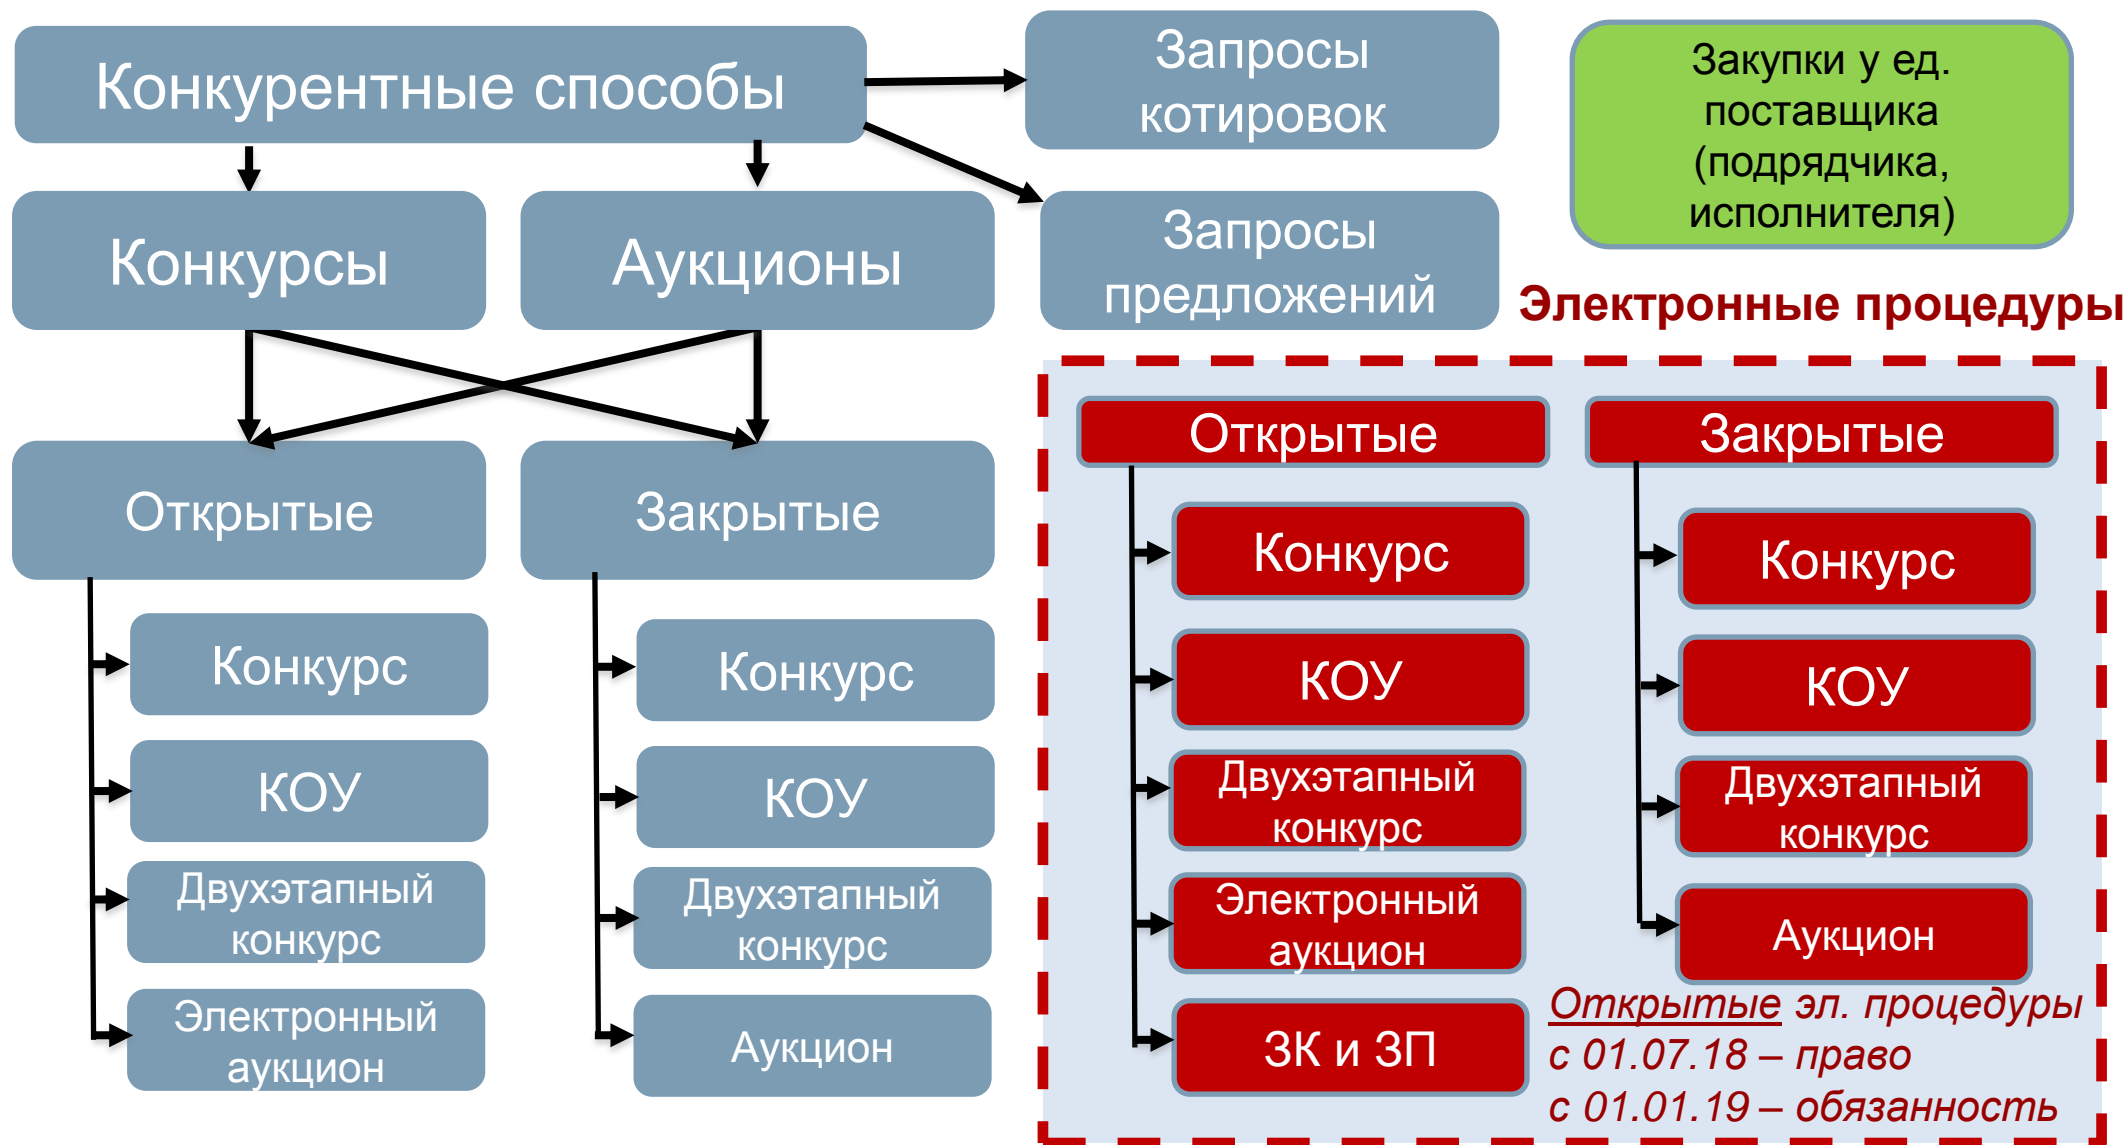 Конкурентные способы
Запросы
котировок
Закупки у ед.
поставщика
(подрядчика,
исполнителя)
Конкурсы
Аукционы
Запросы
предложений
Электронные процедуры
Открытые
Закрытые
Конкурс
Конкурс
КОУ
КОУ
Двухэтапный
конкурс
Двухэтапный
конкурс
Электронный
аукцион
Аукцион
Открытые
Закрытые
Конкурс
Конкурс
КОУ
КОУ
Двухэтапный
конкурс
Двухэтапный
конкурс
Электронный
аукцион
Аукцион
ЗК и ЗП
Открытые эл. процедуры
с 01.07.18 – право
с 01.01.19 – обязанность